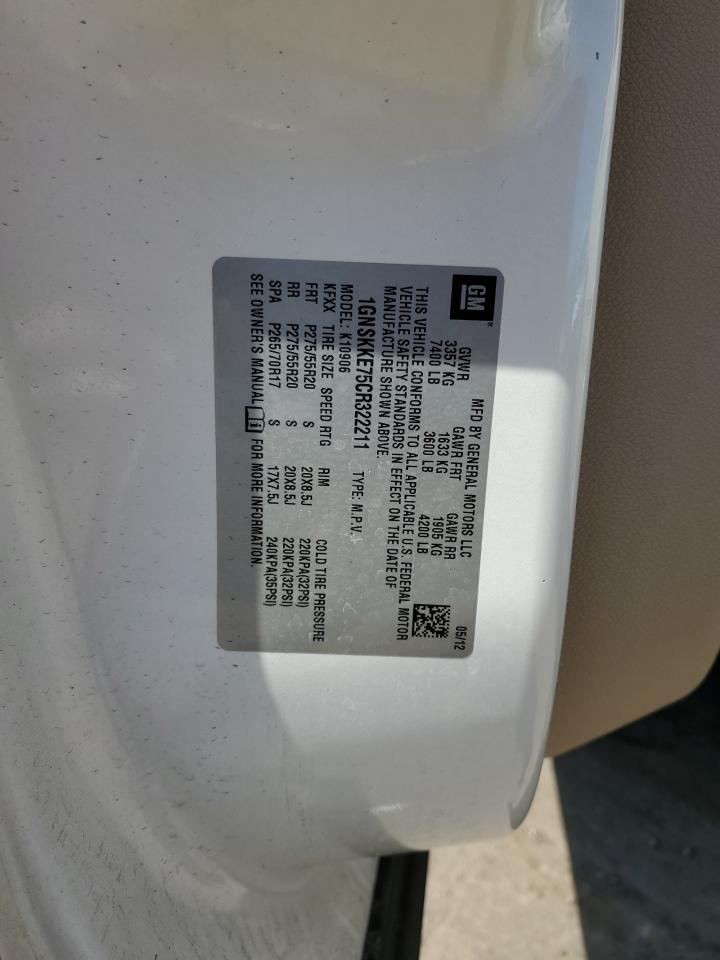 GM
MFD BY GENERAL MOTORS LLC 05/12
GVWR GAWR FRT GAWR RR
3357 KG 1633 KG 1905 KG
7400 LB 3600 LB 4200 LB
THIS VEHICLE CONFORMS TO ALL APPLICABLE U.S. FEDERAL MOTOR
VEHICLE SAFETY STANDARDS IN EFFECT ON THE DATE OF
MANUFACTURE SHOWN ABOVE.
1GNSKKE75CR322211 TYPE: M.P.V.
MODEL: K10906
KFXX TIRE SIZE SPEED RTG RIM COLD TIRE PRESSURE
FRT P275/55R20 S 20X8.5J 220KPA(32PSI)
RR P275/55R20 S 20X8.5J 220KPA(32PSI)
SPA P265/70R17 S 17X7.5J 240KPA(35PSI)
SEE OWNER'S MANUAL i FOR MORE INFORMATION.